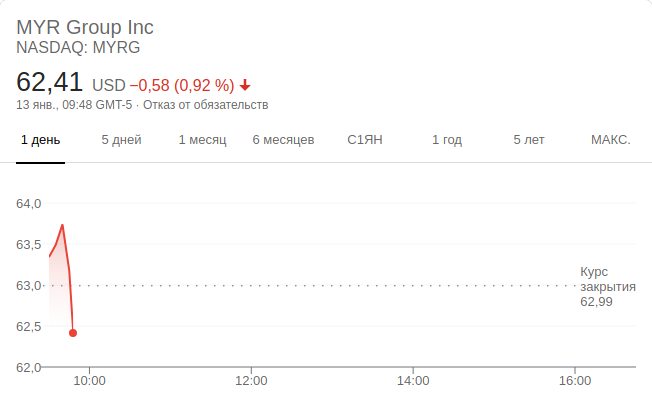 MYR Group Inc
NASDAQ: MYRG
62,41 USD −0,58 (0,92 %)
13 янв., 09:48 GMT-5 · Отказ от обязательств
1 день 5 дней 1 месяц 6 месяцев С1ЯН 1 год 5 лет МАКС.
64,0
63,5
63,0
62,5
62,0
Курс
закрытия
62,99
10:00 12:00 14:00 16:00